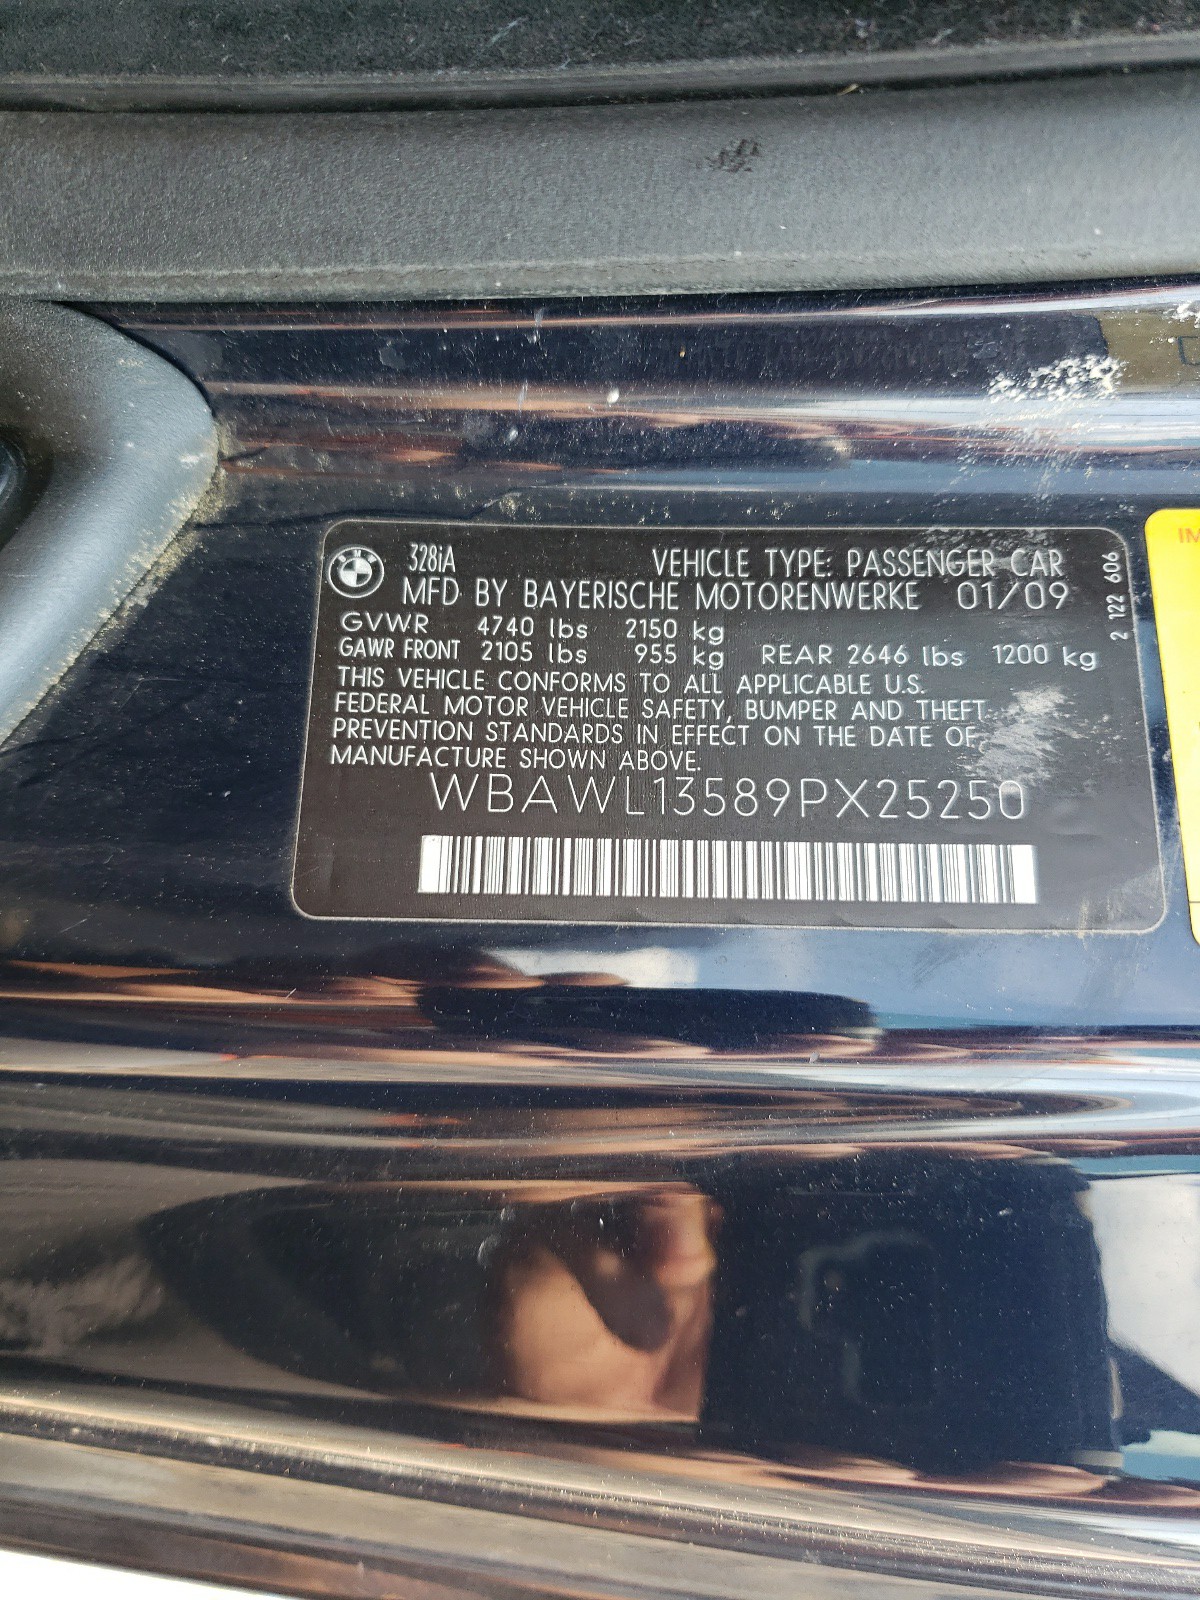 BMW
328iA VEHICLE TYPE: PASSENGER CAR
MFD BY BAYERISCHE MOTORENWERKE 01/09
GVWR 4740 lbs 2150 kg
GAWR FRONT 2105 lbs 955 kg REAR 2646 lbs 1200 kg
THIS VEHICLE CONFORMS TO ALL APPLICABLE U.S.
FEDERAL MOTOR VEHICLE SAFETY, BUMPER AND THEFT
PREVENTION STANDARDS IN EFFECT ON THE DATE OF
MANUFACTURE SHOWN ABOVE.
WBAWL13589PX25250
2 122 606
IM